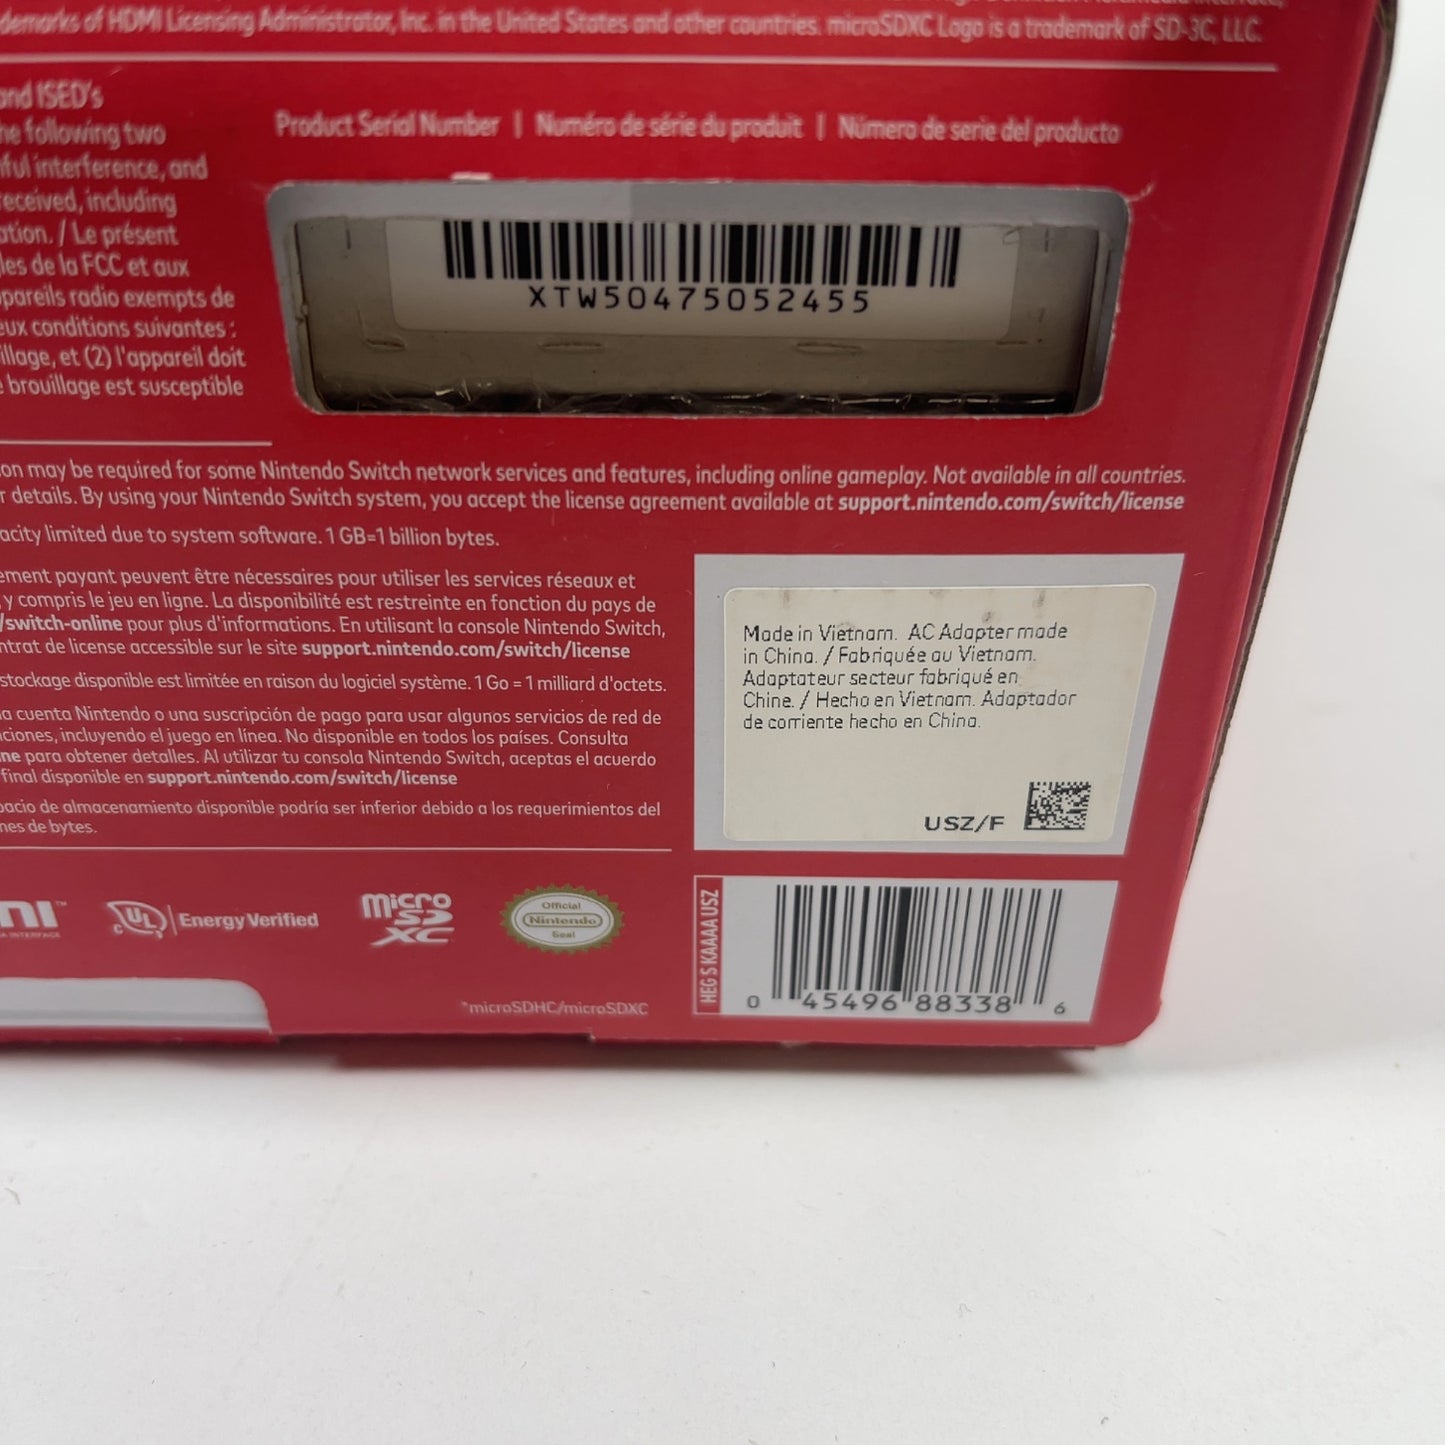 demarks of HDMI Licensing Administrator, Inc. in the United States and other countries. microSDXC Logo is a trademark of SD-3C, LLC.
and ISED's
he following two
ful interference, and
received, including
ation. / Le présent
les de la FCC et aux
ppareils radio exempts de
eux conditions suivantes :
illage, et (2) l'appareil doit
e brouillage est susceptible
Product Serial Number | Numéro de série du produit | Número de serie del producto
XTW50475052455
on may be required for some Nintendo Switch network services and features, including online gameplay. Not available in all countries.
r details. By using your Nintendo Switch system, you accept the license agreement available at support.nintendo.com/switch/license
acity limited due to system software. 1 GB=1 billion bytes.
ement payant peuvent être nécessaires pour utiliser les services réseaux et
, y compris le jeu en ligne. La disponibilité est restreinte en fonction du pays de
/switch-online pour plus d'informations. En utilisant la console Nintendo Switch,
ntrat de license accessible sur le site support.nintendo.com/switch/license
stockage disponible est limitée en raison du logiciel système. 1 Go = 1 milliard d'octets.
a cuenta Nintendo o una suscripción de pago para usar algunos servicios de red de
ciones, incluyendo el juego en línea. No disponible en todos los países. Consulta
ne para obtener detalles. Al utilizar tu consola Nintendo Switch, aceptas el acuerdo
final disponible en support.nintendo.com/switch/license
pacio de almacenamiento disponible podría ser inferior debido a los requerimientos del
nes de bytes.
Made in Vietnam. AC Adapter made
in China. / Fabriquée au Vietnam.
Adaptateur secteur fabriqué en
Chine. / Hecho en Vietnam. Adaptador
de corriente hecho en China.
USZ/F
mi™
INTERFACE
C UL Energy Verified
micro
SD
XC
Official
Nintendo
Seal
*microSDHC/microSDXC
HEG S KAAAA USZ
0 45496 88338 6